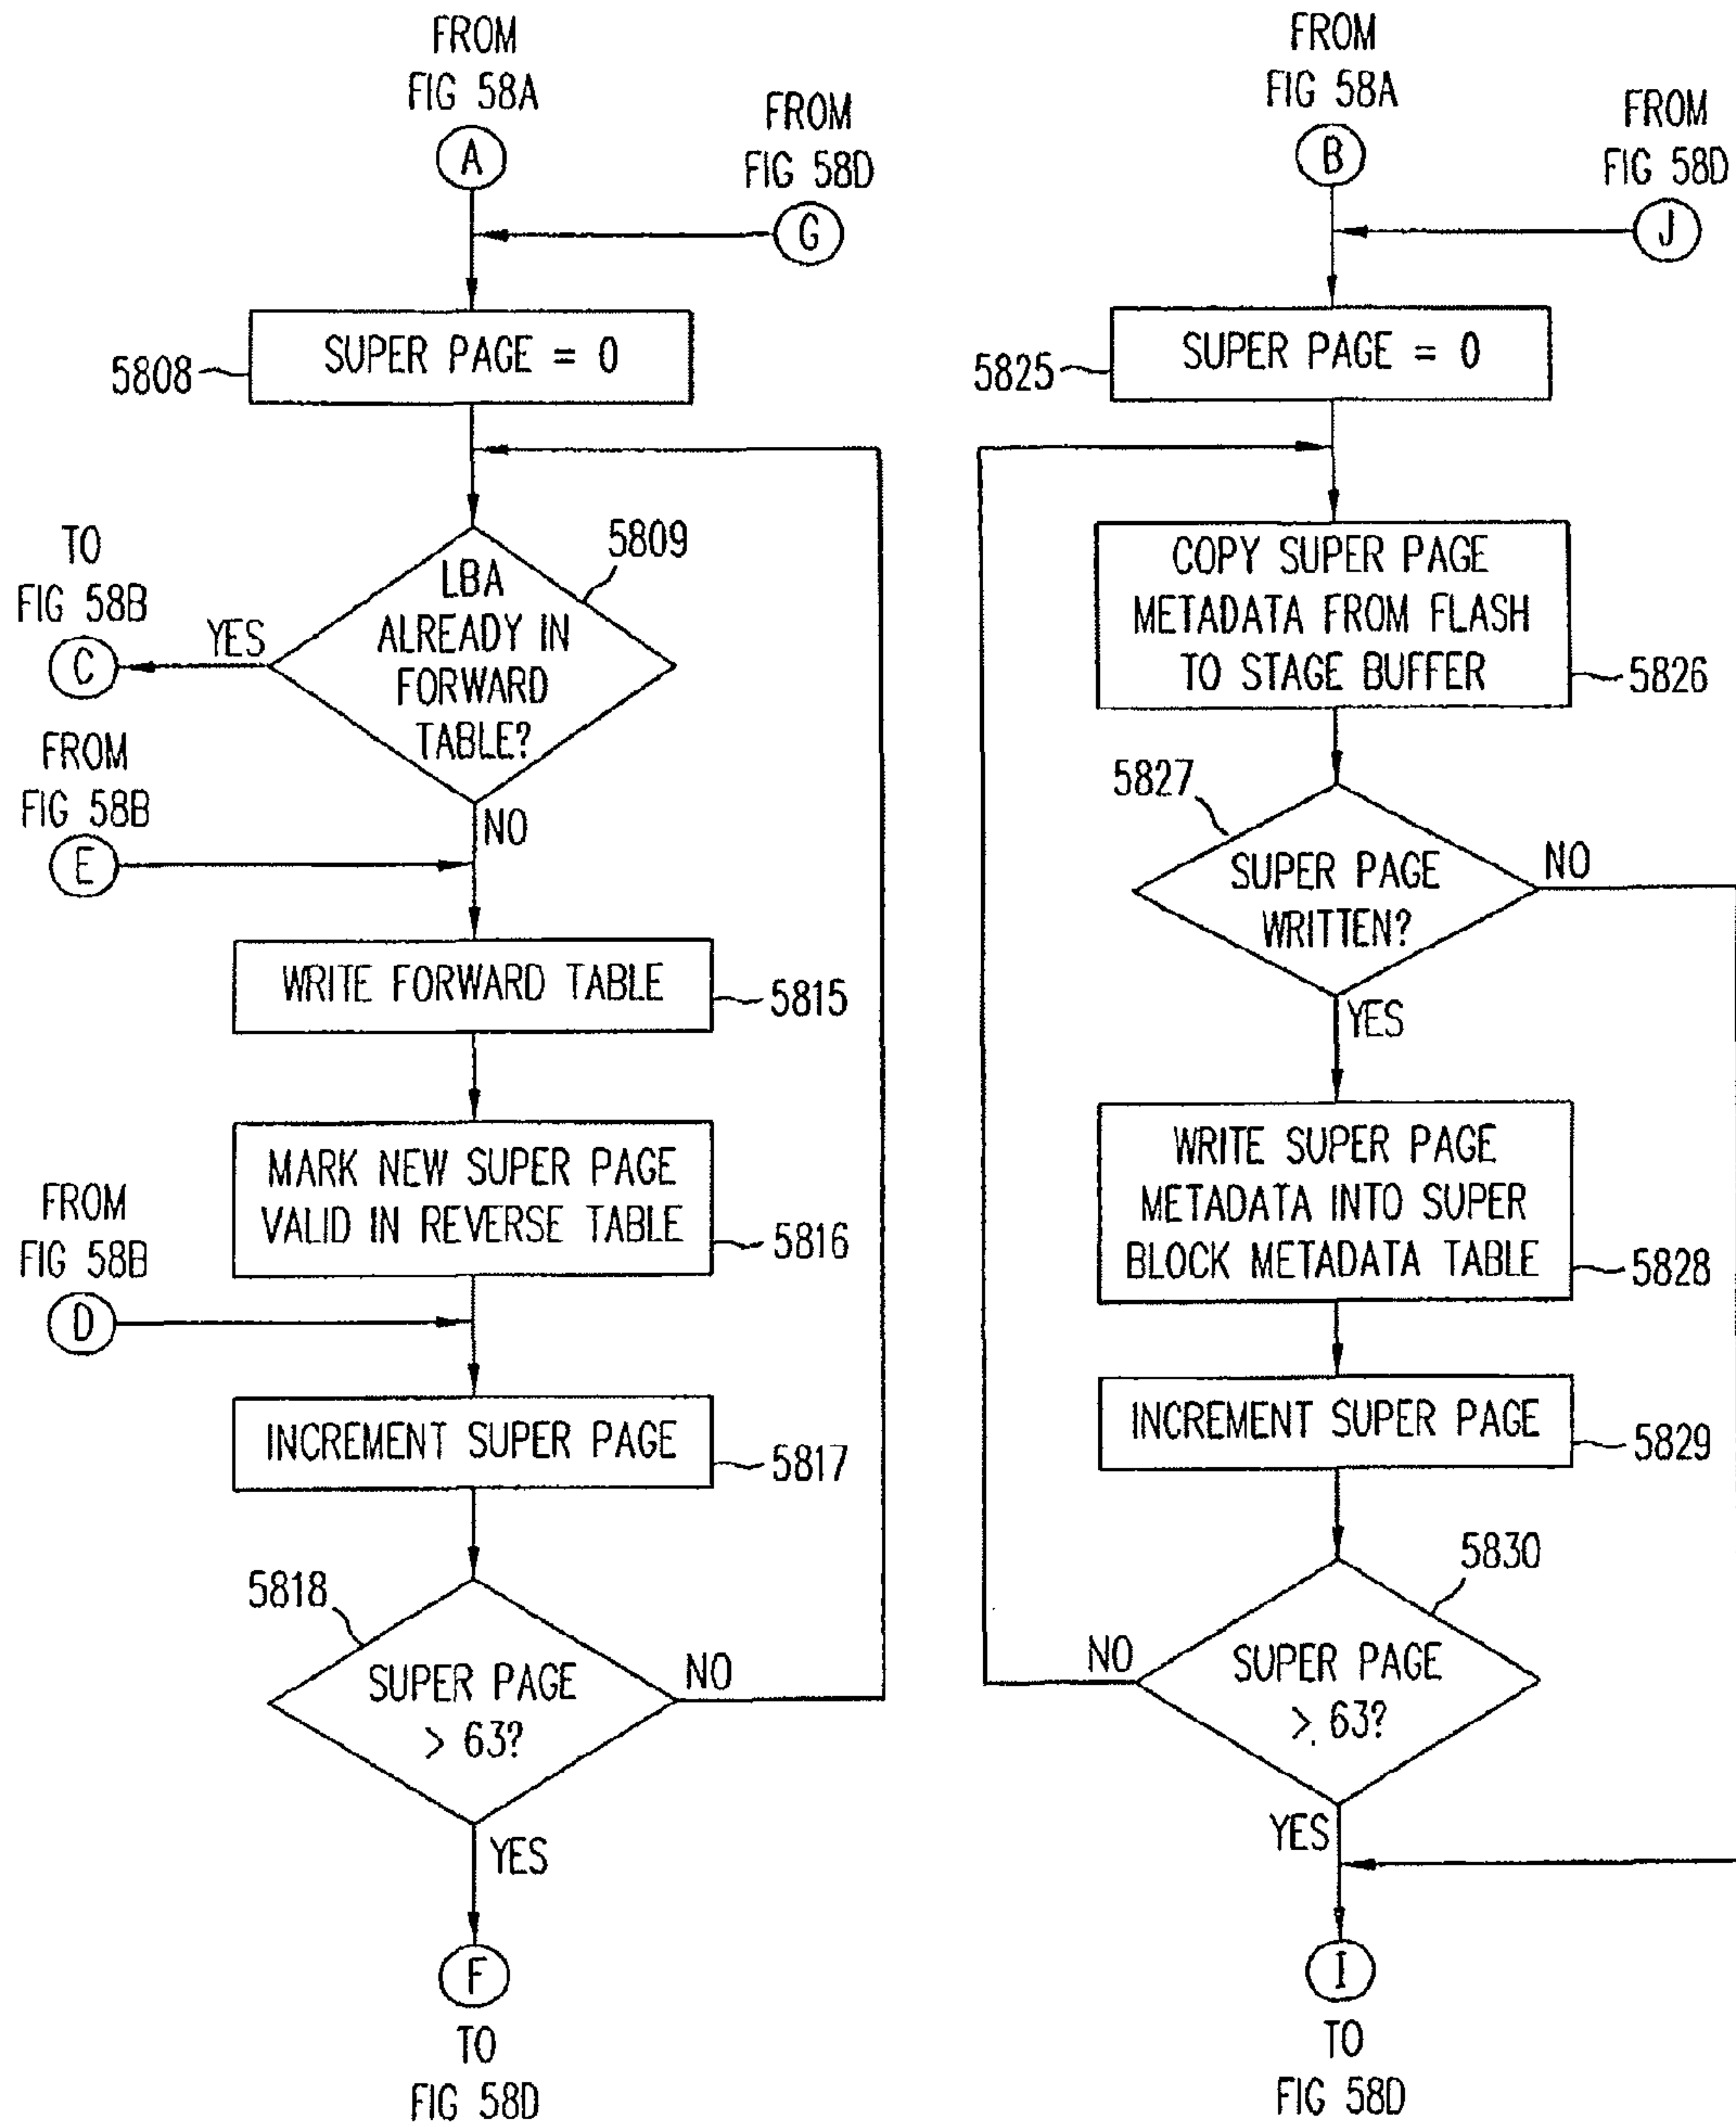 FROM
FIG 58A
A
FROM
FIG 58D
G
SUPER PAGE = 0
5808
LBA
ALREADY IN
FORWARD
TABLE?
5809
TO
FIG 58B
C
YES
NO
FROM
FIG 58B
E
WRITE FORWARD TABLE
5815
MARK NEW SUPER PAGE
VALID IN REVERSE TABLE
5816
FROM
FIG 58B
D
INCREMENT SUPER PAGE
5817
5818
SUPER PAGE
> 63?
NO
YES
F
TO
FIG 58D
FROM
FIG 58A
B
FROM
FIG 58D
J
SUPER PAGE = 0
5825
COPY SUPER PAGE
METADATA FROM FLASH
TO STAGE BUFFER
5826
5827
SUPER PAGE
WRITTEN?
NO
YES
WRITE SUPER PAGE
METADATA INTO SUPER
BLOCK METADATA TABLE
5828
INCREMENT SUPER PAGE
5829
5830
SUPER PAGE
> 63?
NO
YES
I
TO
FIG 58D